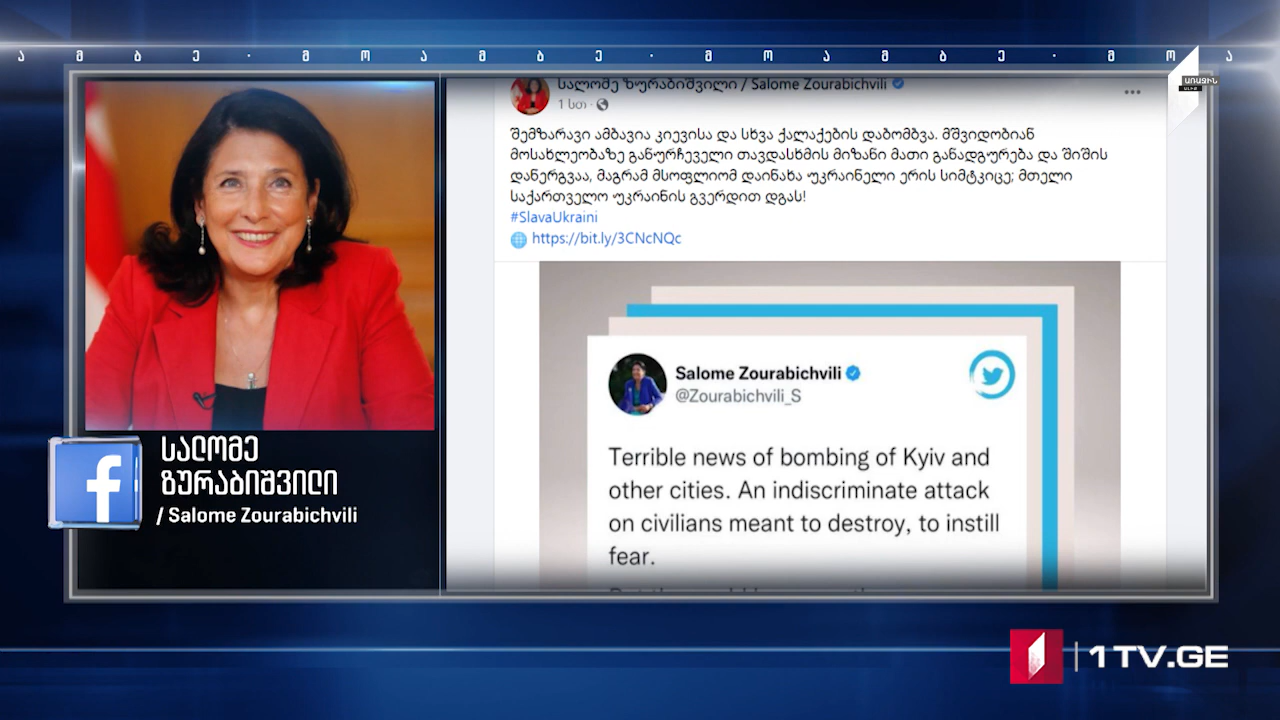 ა მ ბ ე · მ ო ა მ ბ ე · მ ო ა მ ბ ე · მ ო ა
ԱՌԱՋԻՆ
ԱԼԻՔ
სალომე ზურაბიშვილი / Salome Zourabichvili
1 სთ ·
შემზარავი ამბავია კიევისა და სხვა ქალაქების დაბომბვა. მშვიდობიან
მოსახლეობაზე განურჩეველი თავდასხმის მიზანი მათი განადგურება და შიშის
დანერგვაა, მაგრამ მსოფლიომ დაინახა უკრაინელი ერის სიმტკიცე; მთელი
საქართველო უკრაინის გვერდით დგას!
#SlavaUkraini
https://bit.ly/3CNcNQc
Salome Zourabichvili
@Zourabichvili_S
Terrible news of bombing of Kyiv and
other cities. An indiscriminate attack
on civilians meant to destroy, to instill
fear.
სალომე
ზურაბიშვილი
/ Salome Zourabichvili
1TV.GE